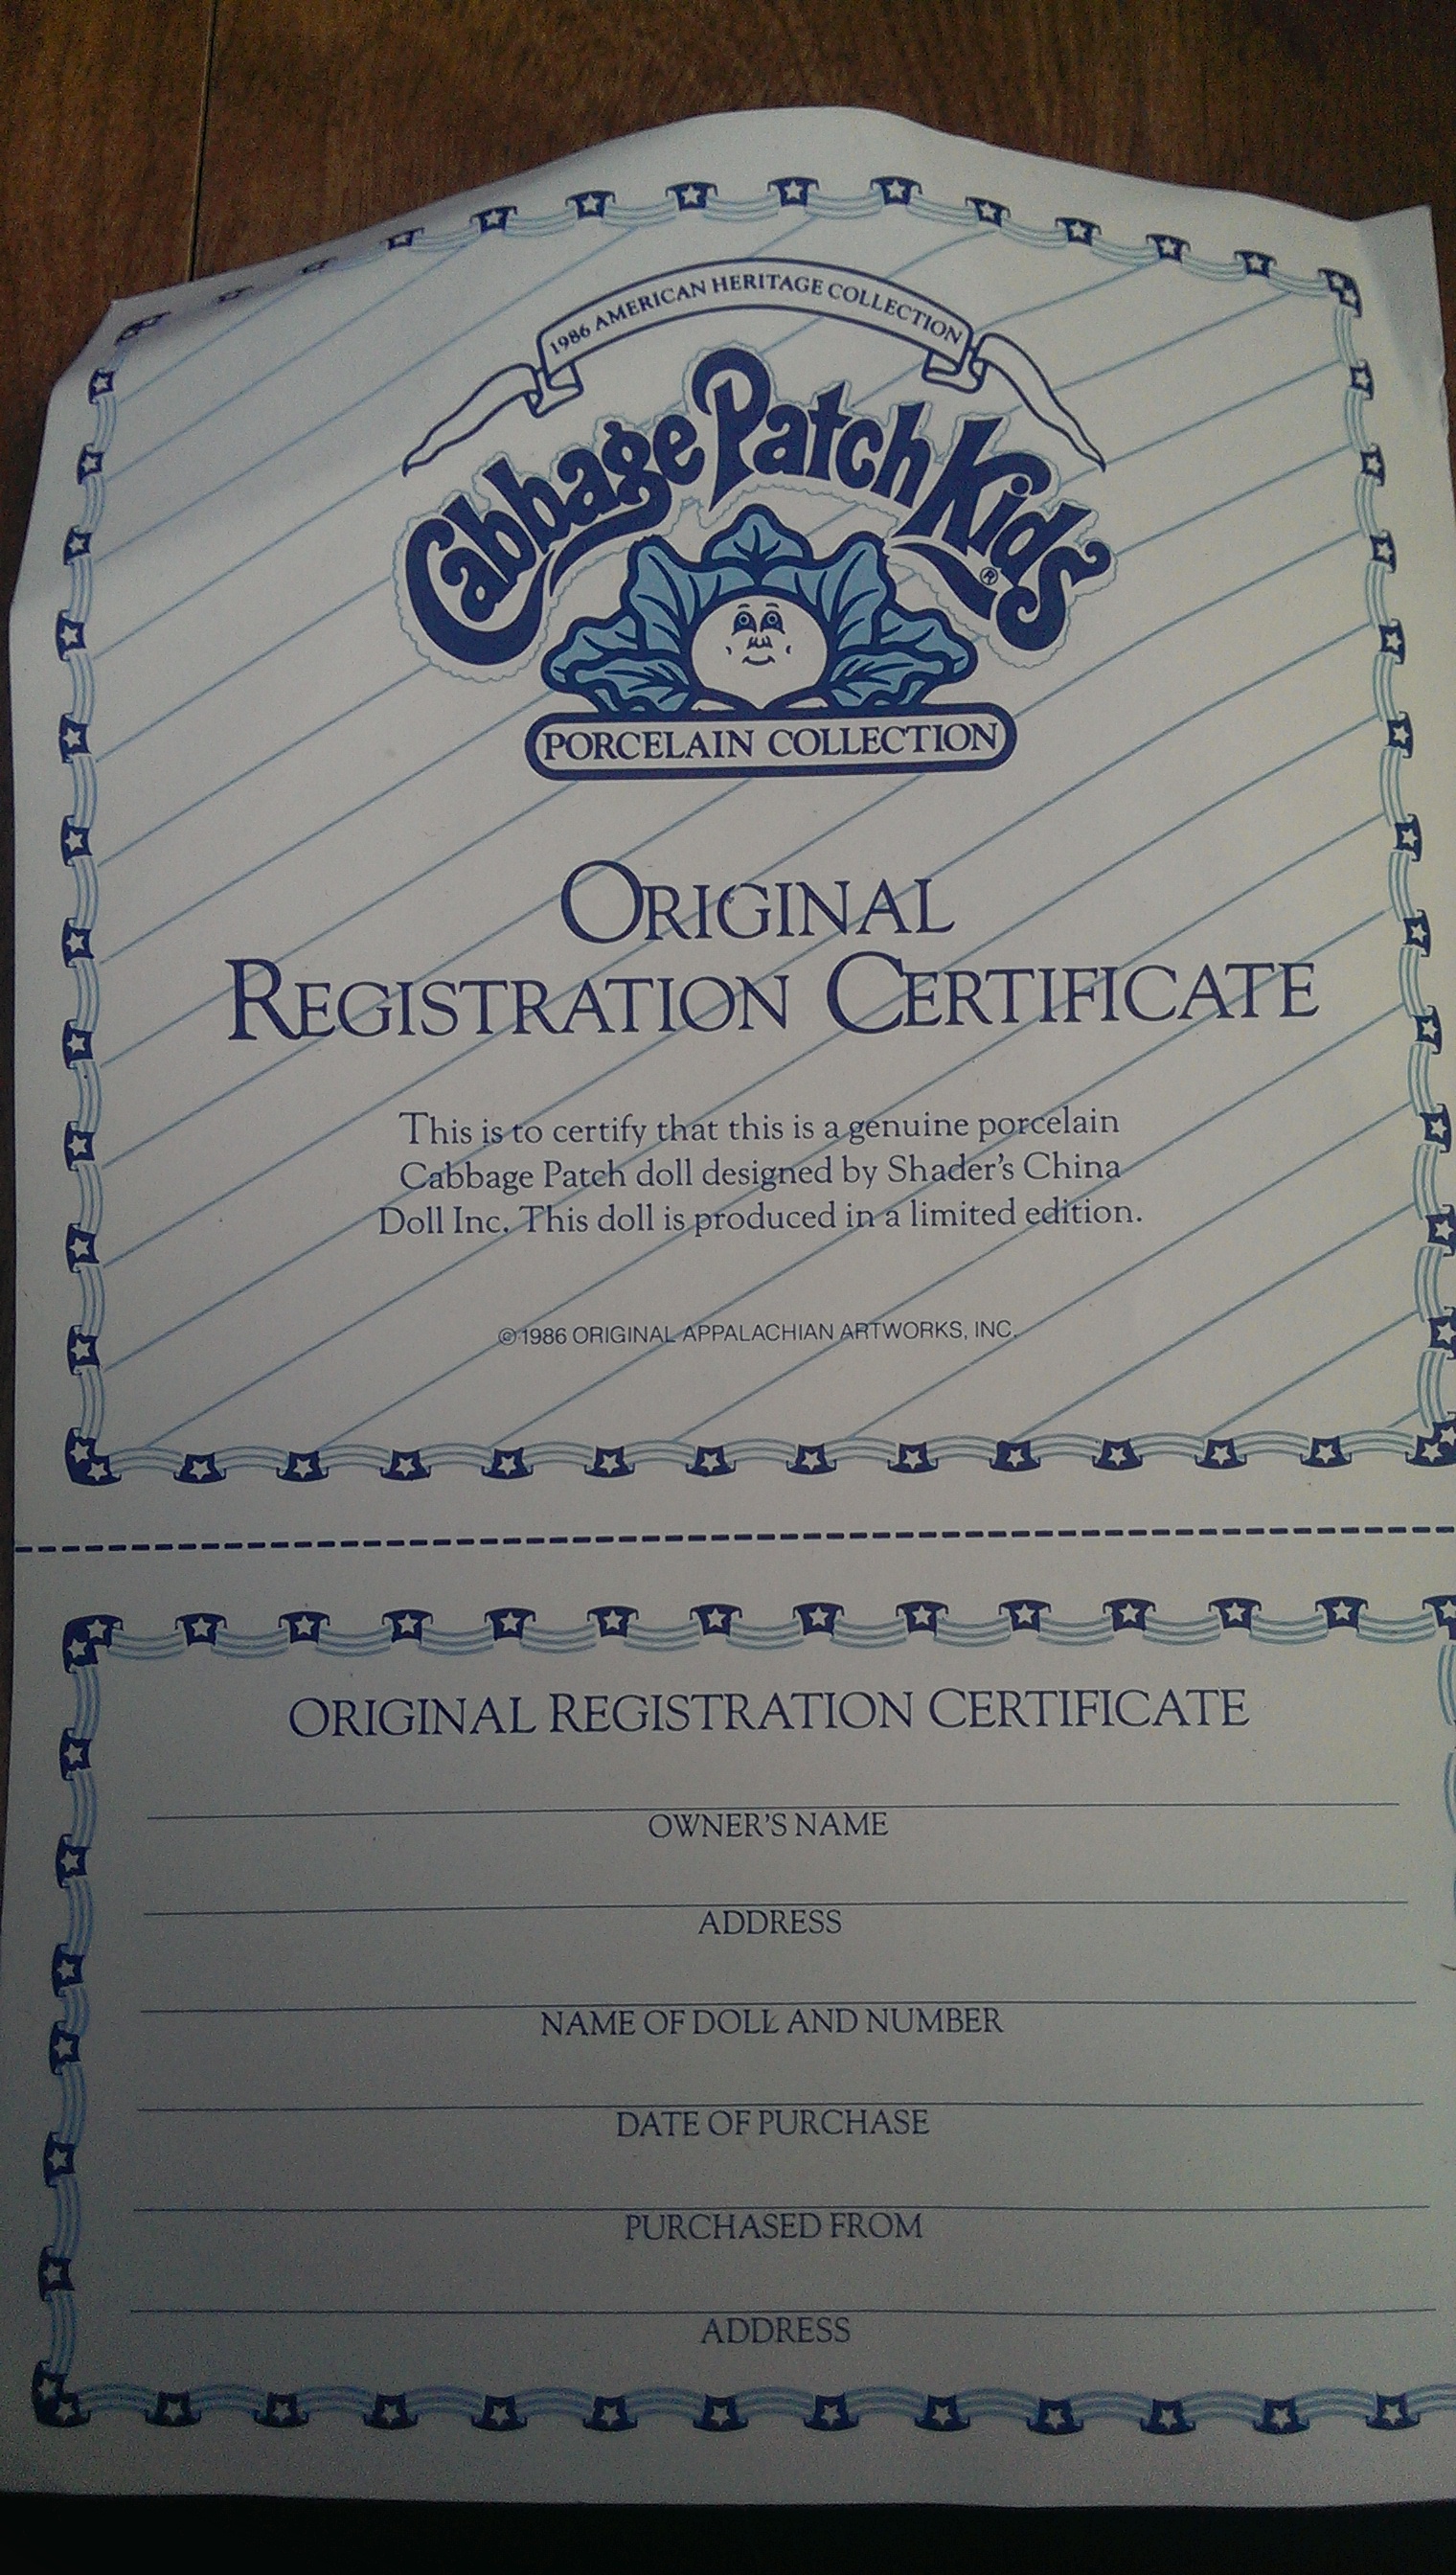 1986 AMERICAN HERITAGE COLLECTION
Cabbage Patch Kids®
PORCELAIN COLLECTION
ORIGINAL
REGISTRATION CERTIFICATE
This is to certify that this is a genuine porcelain
Cabbage Patch doll designed by Shader's China
Doll Inc. This doll is produced in a limited edition.
©1986 ORIGINAL APPALACHIAN ARTWORKS, INC.
ORIGINAL REGISTRATION CERTIFICATE
OWNER'S NAME
ADDRESS
NAME OF DOLL AND NUMBER
DATE OF PURCHASE
PURCHASED FROM
ADDRESS